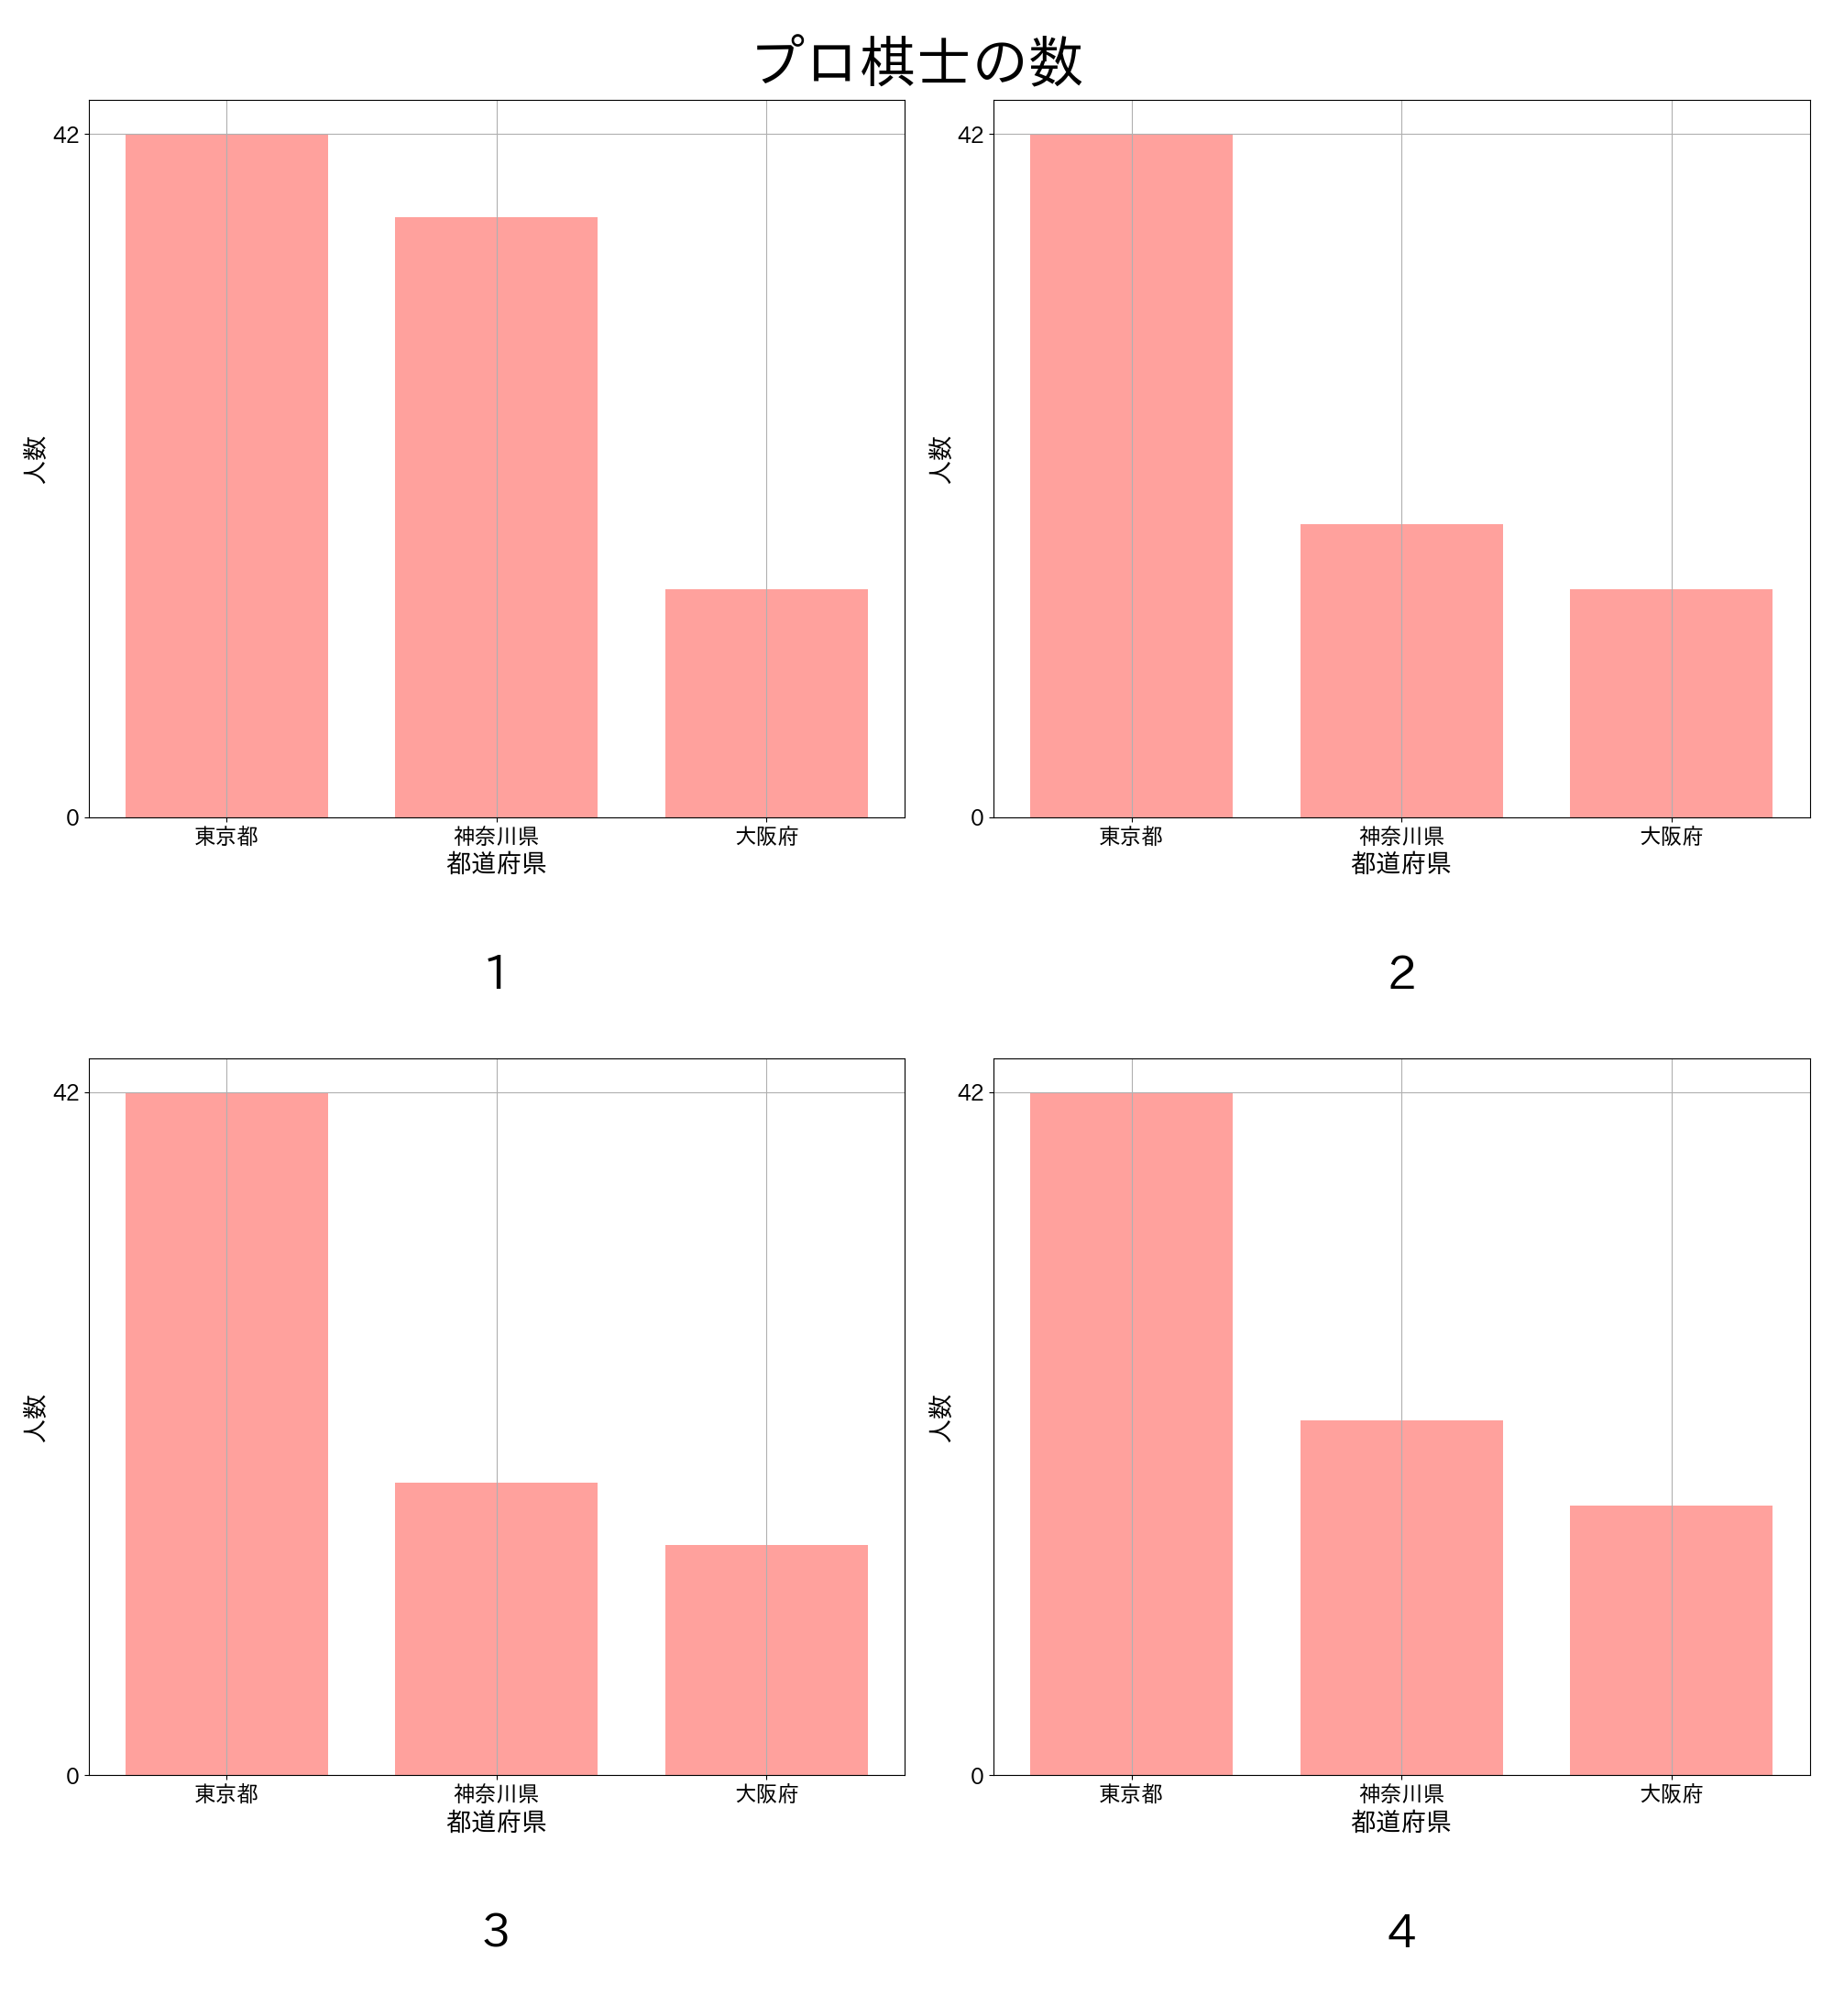 プロ棋士の数
42
人数
0
東京都 神奈川県 大阪府
都道府県
1
42
人数
0
東京都 神奈川県 大阪府
都道府県
2
42
人数
0
東京都 神奈川県 大阪府
都道府県
3
42
人数
0
東京都 神奈川県 大阪府
都道府県
4